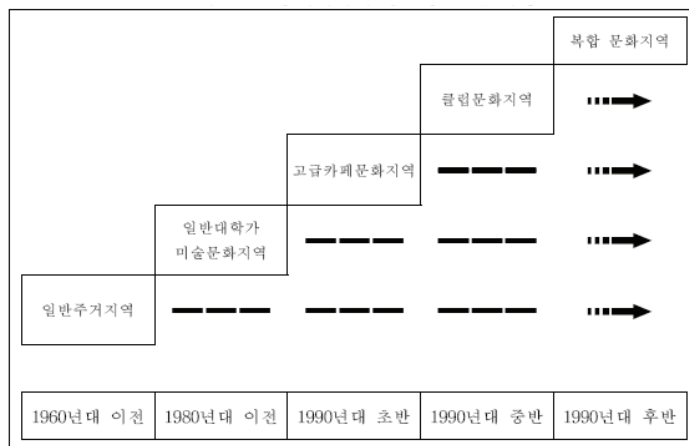 복합 문화지역
클럽문화지역
고급카페문화지역
일반대학가
미술문화지역
일반주거지역
1960년대 이전
1980년대 이전
1990년대 초반
1990년대 중반
1990년대 후반